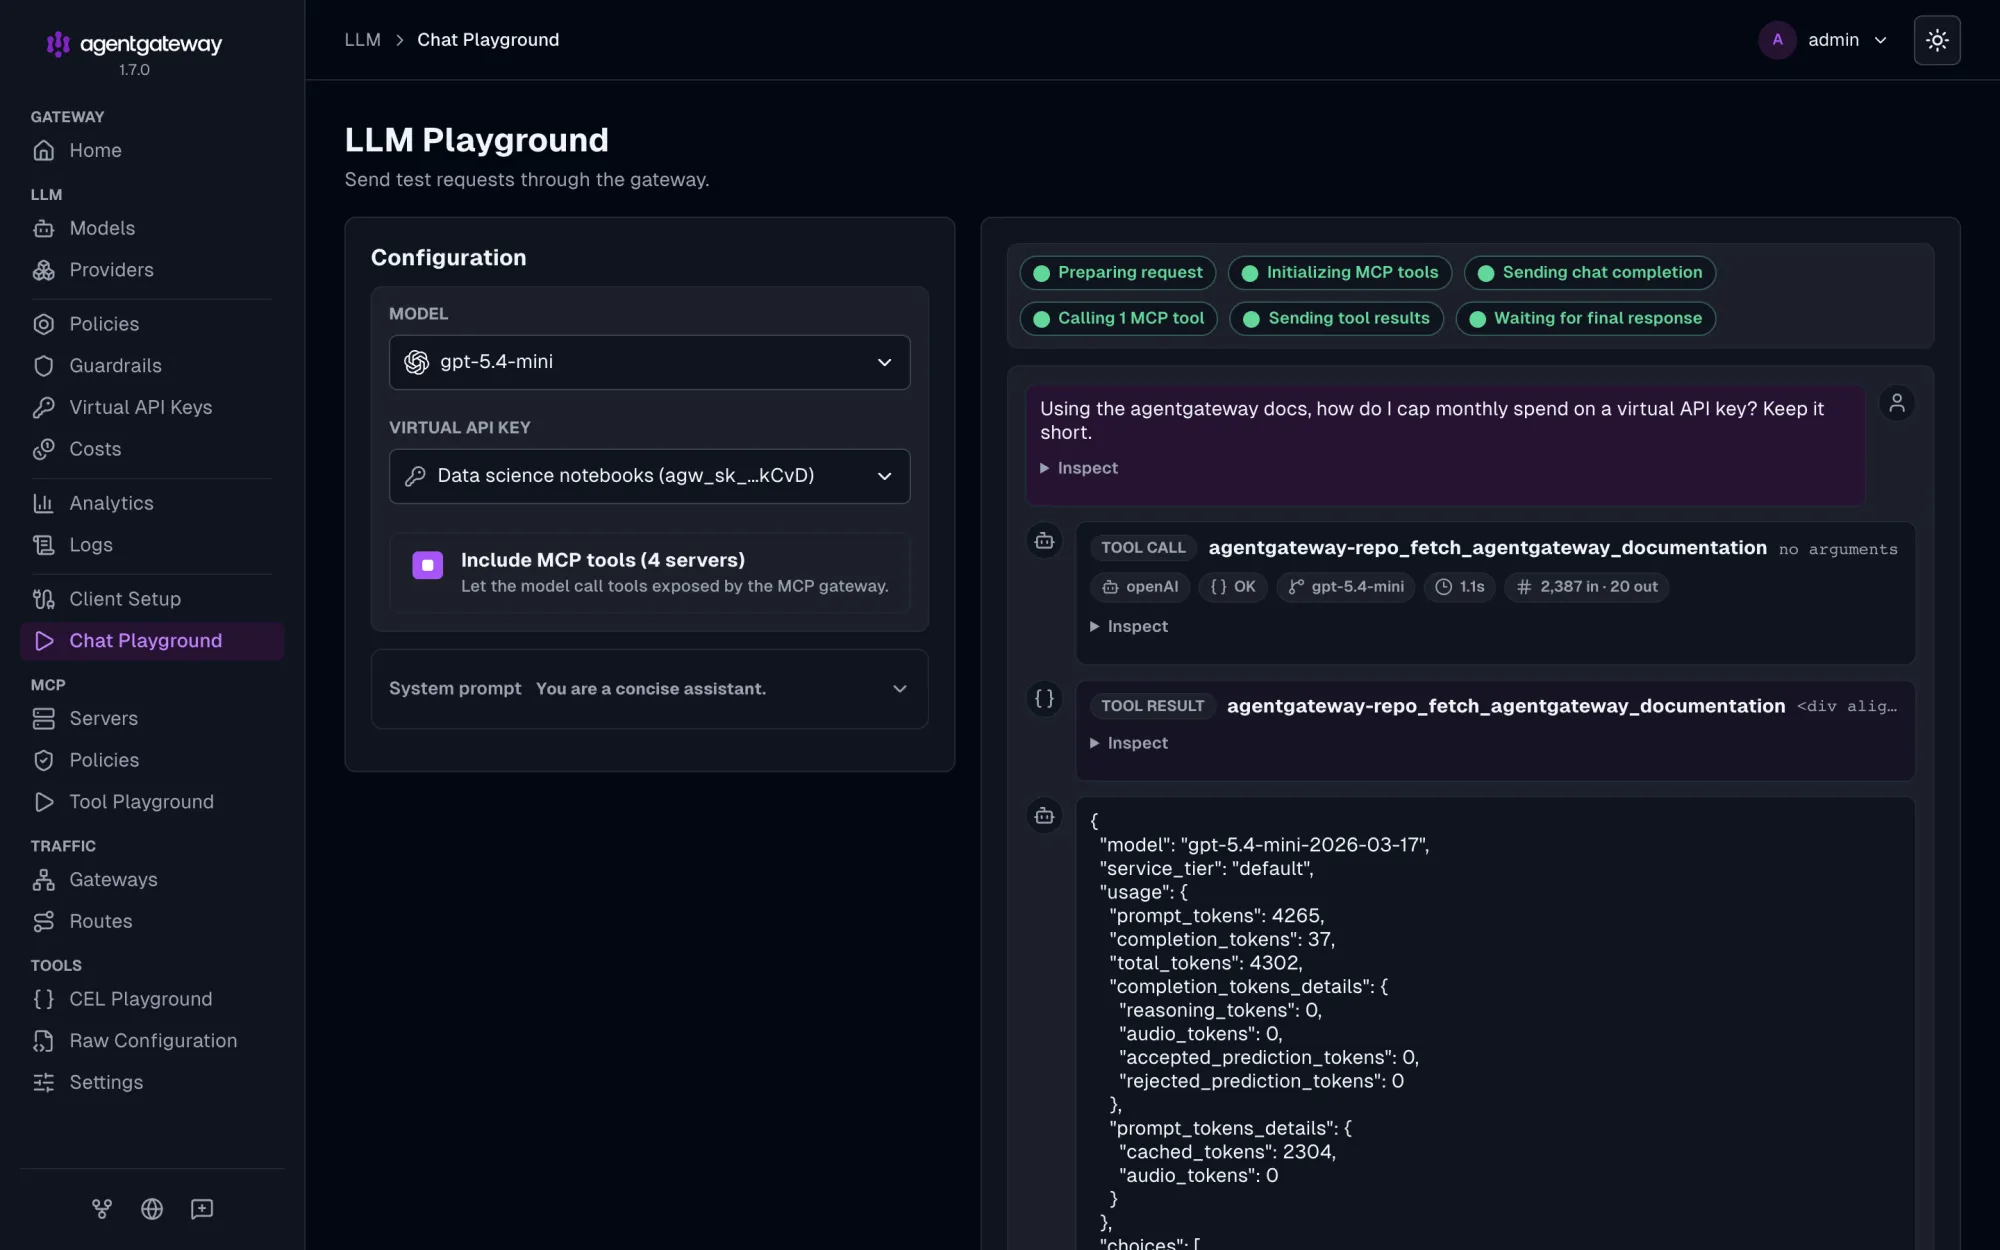 agentgateway
1.7.0
GATEWAY
Home
LLM
Models
Providers
Policies
Guardrails
Virtual API Keys
Costs
Analytics
Logs
Client Setup
Chat Playground
MCP
Servers
Policies
Tool Playground
TRAFFIC
Gateways
Routes
TOOLS
CEL Playground
Raw Configuration
Settings
LLM > Chat Playground
A admin
LLM Playground
Send test requests through the gateway.
Configuration
MODEL
gpt-5.4-mini
VIRTUAL API KEY
Data science notebooks (agw_sk_...kCvD)
Include MCP tools (4 servers)
Let the model call tools exposed by the MCP gateway.
System prompt You are a concise assistant.
Preparing request Initializing MCP tools Sending chat completion
Calling 1 MCP tool Sending tool results Waiting for final response
Using the agentgateway docs, how do I cap monthly spend on a virtual API key? Keep it
short.
Inspect
TOOL CALL agentgateway-repo_fetch_agentgateway_documentation no arguments
openAI {} OK gpt-5.4-mini 1.1s # 2,387 in · 20 out
Inspect
{} TOOL RESULT agentgateway-repo_fetch_agentgateway_documentation <div alig…
Inspect
{
"model": "gpt-5.4-mini-2026-03-17",
"service_tier": "default",
"usage": {
"prompt_tokens": 4265,
"completion_tokens": 37,
"total_tokens": 4302,
"completion_tokens_details": {
"reasoning_tokens": 0,
"audio_tokens": 0,
"accepted_prediction_tokens": 0,
"rejected_prediction_tokens": 0
},
"prompt_tokens_details": {
"cached_tokens": 2304,
"audio_tokens": 0
}
},
"choices": [